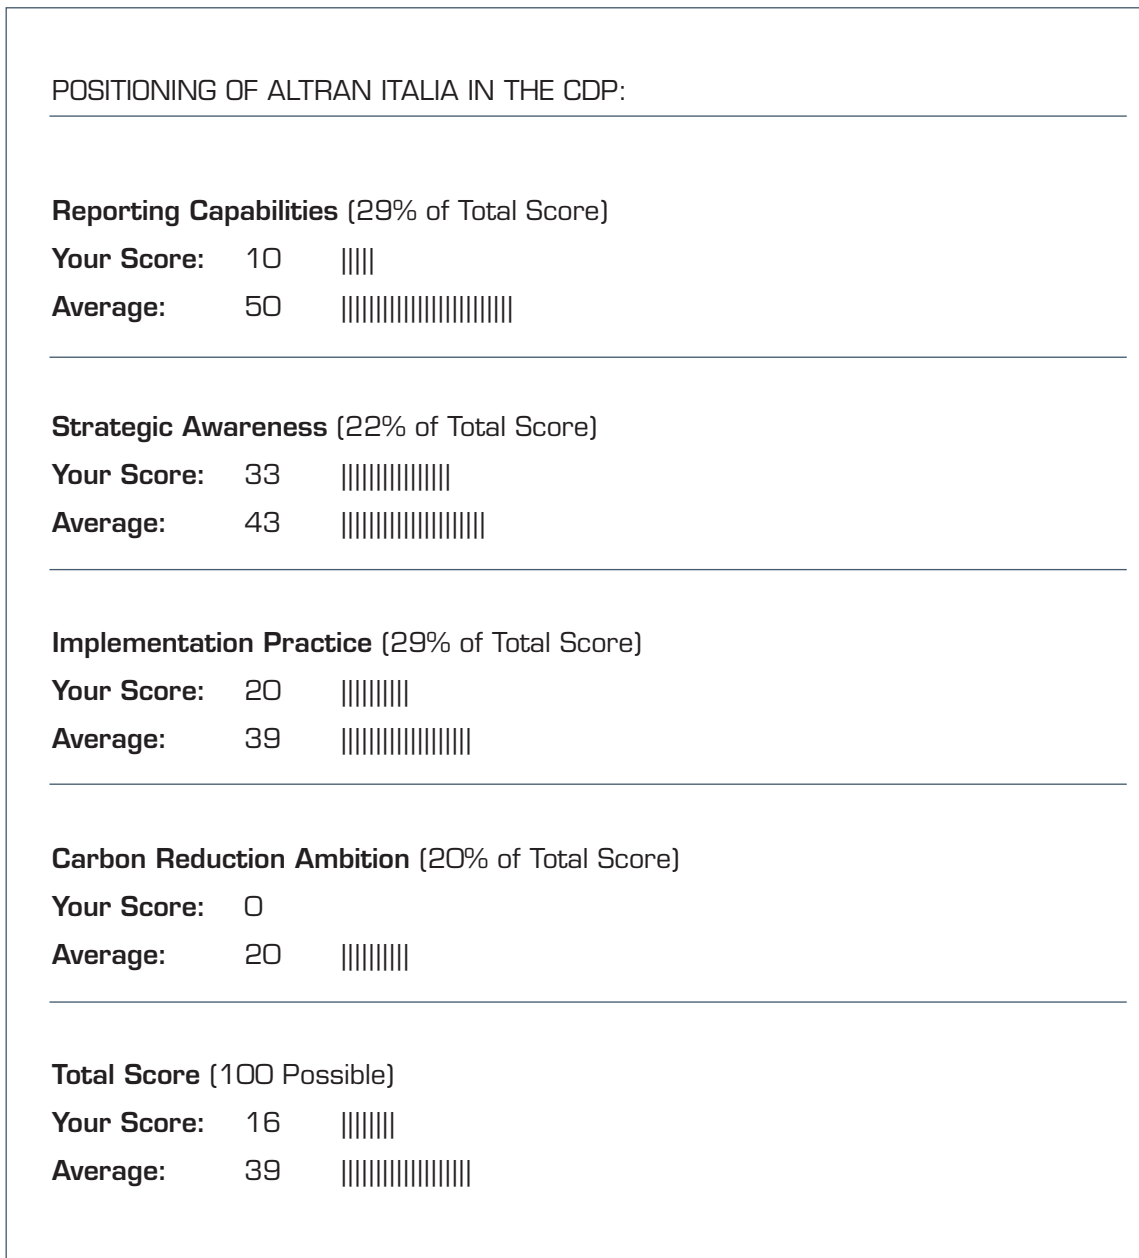 POSITIONING OF ALTRAN ITALIA IN THE CDP:
Reporting Capabilities (29% of Total Score)
Your Score: 10 |||||
Average: 50 |||||||||||||||||||||||||
Strategic Awareness (22% of Total Score)
Your Score: 33 ||||||||||||||||
Average: 43 |||||||||||||||||||||
Implementation Practice (29% of Total Score)
Your Score: 20 ||||||||||
Average: 39 |||||||||||||||||||
Carbon Reduction Ambition (20% of Total Score)
Your Score: 0
Average: 20 ||||||||||
Total Score (100 Possible)
Your Score: 16 ||||||||
Average: 39 |||||||||||||||||||